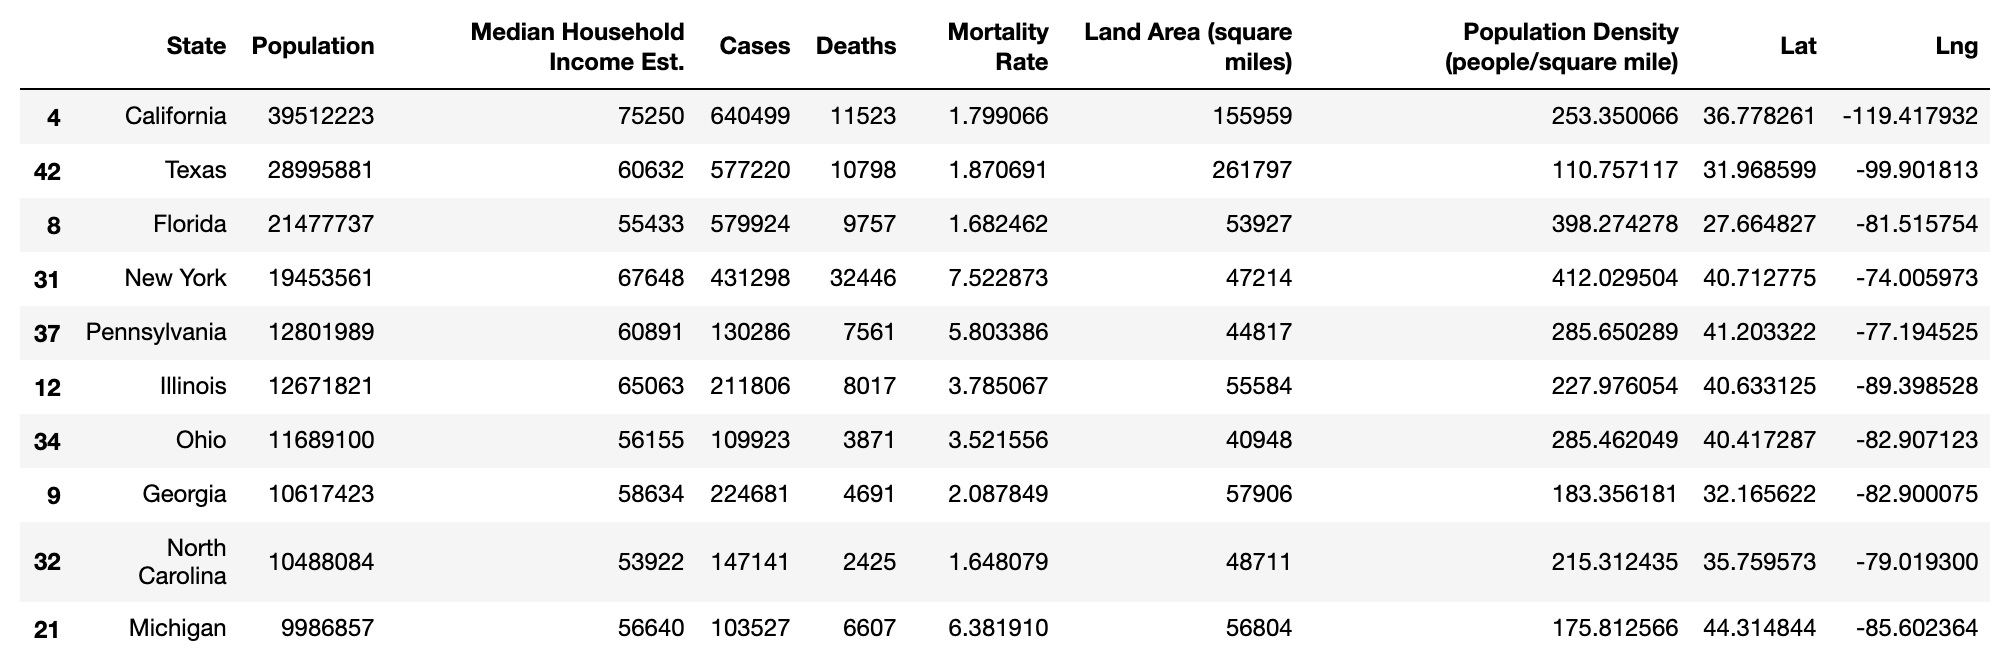 State Population Median Household Income Est. Cases Deaths Mortality Rate Land Area (square miles) Population Density (people/square mile) Lat Lng
4 California 39512223 75250 640499 11523 1.799066 155959 253.350066 36.778261 -119.417932
42 Texas 28995881 60632 577220 10798 1.870691 261797 110.757117 31.968599 -99.901813
8 Florida 21477737 55433 579924 9757 1.682462 53927 398.274278 27.664827 -81.515754
31 New York 19453561 67648 431298 32446 7.522873 47214 412.029504 40.712775 -74.005973
37 Pennsylvania 12801989 60891 130286 7561 5.803386 44817 285.650289 41.203322 -77.194525
12 Illinois 12671821 65063 211806 8017 3.785067 55584 227.976054 40.633125 -89.398528
34 Ohio 11689100 56155 109923 3871 3.521556 40948 285.462049 40.417287 -82.907123
9 Georgia 10617423 58634 224681 4691 2.087849 57906 183.356181 32.165622 -82.900075
32 North Carolina 10488084 53922 147141 2425 1.648079 48711 215.312435 35.759573 -79.019300
21 Michigan 9986857 56640 103527 6607 6.381910 56804 175.812566 44.314844 -85.602364